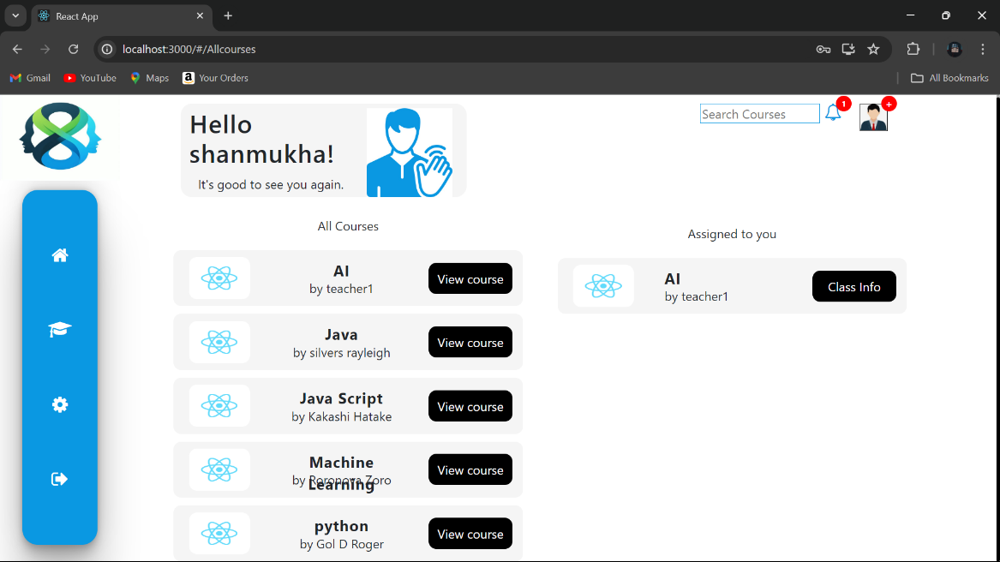 React App
localhost:3000/#/Allcourses
Gmail
YouTube
Maps
a
Your Orders
All Bookmarks
Hello
shanmukha!
It's good to see you again.
Search Courses
1
+
All Courses
AI
by teacher1
View course
Java
by silvers rayleigh
View course
Java Script
by Kakashi Hatake
View course
Machine
Learning
by Roronova Zoro
View course
python
by Gol D Roger
View course
Assigned to you
AI
by teacher1
Class Info